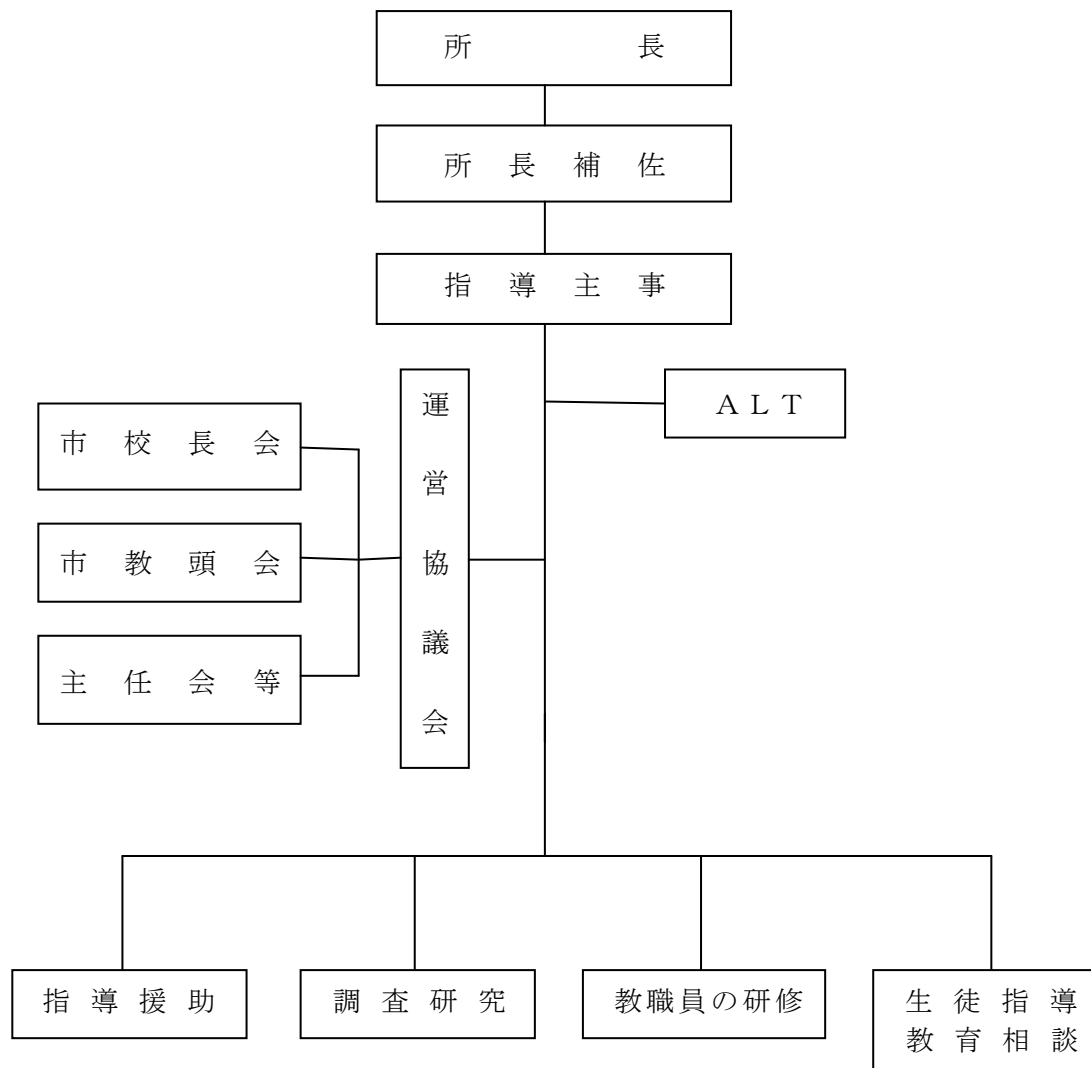 所長
所長補佐
指導主事
運営協議会
ALT
市校長会
市教頭会
主任会等
指導援助
調査研究
教職員の研修
生徒指導
教育相談